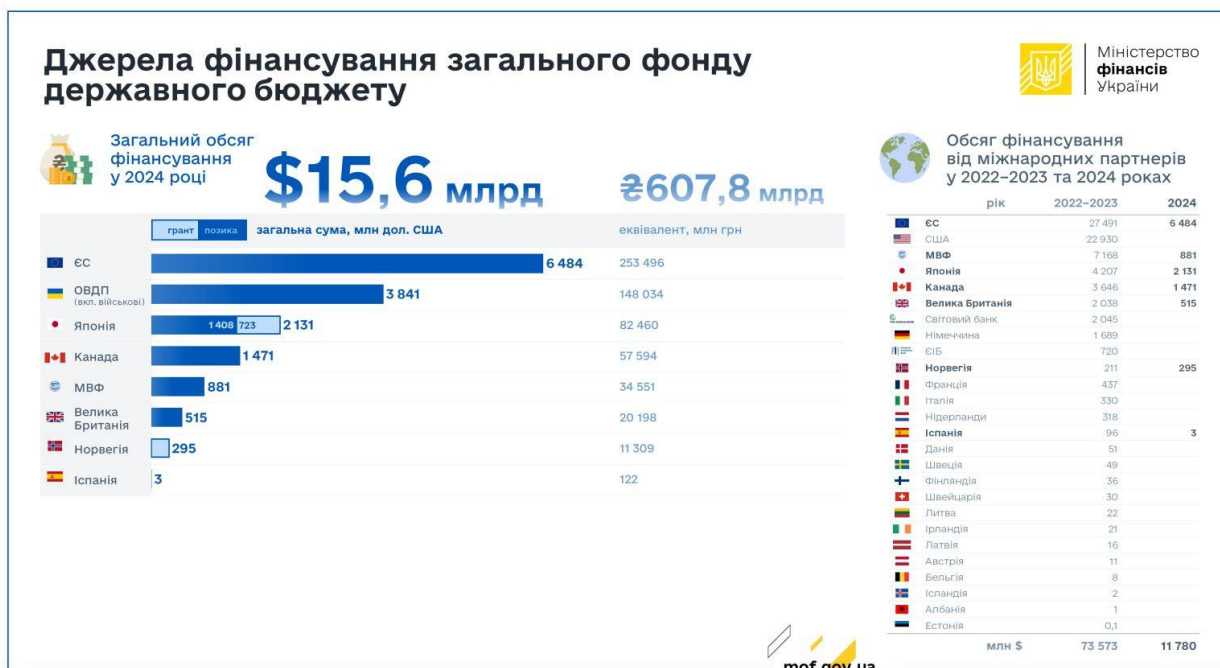 Джерела фінансування загального фонду
державного бюджету
Міністерство
фінансів
України
Загальний обсяг
фінансування
у 2024 році
$15,6 млрд
₴607,8 млрд
грант позика загальна сума, млн дол. США еквівалент, млн грн
ЄС 6 484 253 496
ОВДП
(вкл. військові)
3 841 148 034
Японія 1 408 723 2 131 82 460
Канада 1 471 57 594
МВФ 881 34 551
Велика
Британія
515 20 198
Норвегія 295 11 309
Іспанія 3 122
Обсяг фінансування
від міжнародних партнерів
у 2022–2023 та 2024 роках
рік 2022–2023 2024
ЄС 27 491 6 484
США 22 930
МВФ 7 168 881
Японія 4 207 2 131
Канада 3 646 1 471
Велика Британія 2 038 515
Світовий банк 2 045
Німеччина 1 689
ЄІБ 720
Норвегія 211 295
Франція 437
Італія 330
Нідерланди 318
Іспанія 96 3
Данія 51
Швеція 49
Фінляндія 36
Швейцарія 30
Литва 22
Ірландія 21
Латвія 16
Австрія 11
Бельгія 8
Ісландія 2
Албанія 1
Естонія 0,1
млн $ 73 573 11 780
mof.gov.ua